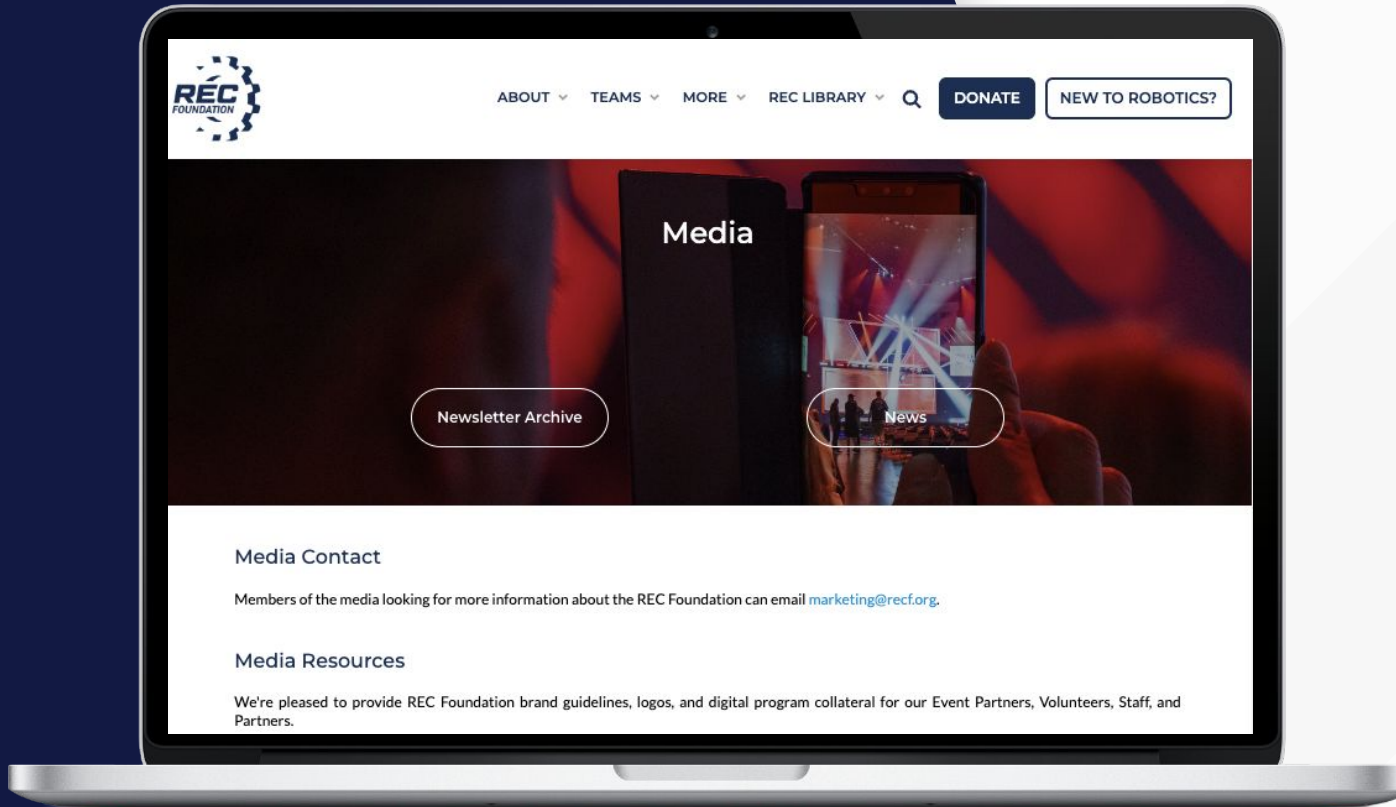 REC
FOUNDATION
ABOUT TEAMS MORE REC LIBRARY DONATE NEW TO ROBOTICS?
Media
Newsletter Archive News
Media Contact
Members of the media looking for more information about the REC Foundation can email marketing@recf.org.
Media Resources
We're pleased to provide REC Foundation brand guidelines, logos, and digital program collateral for our Event Partners, Volunteers, Staff, and
Partners.